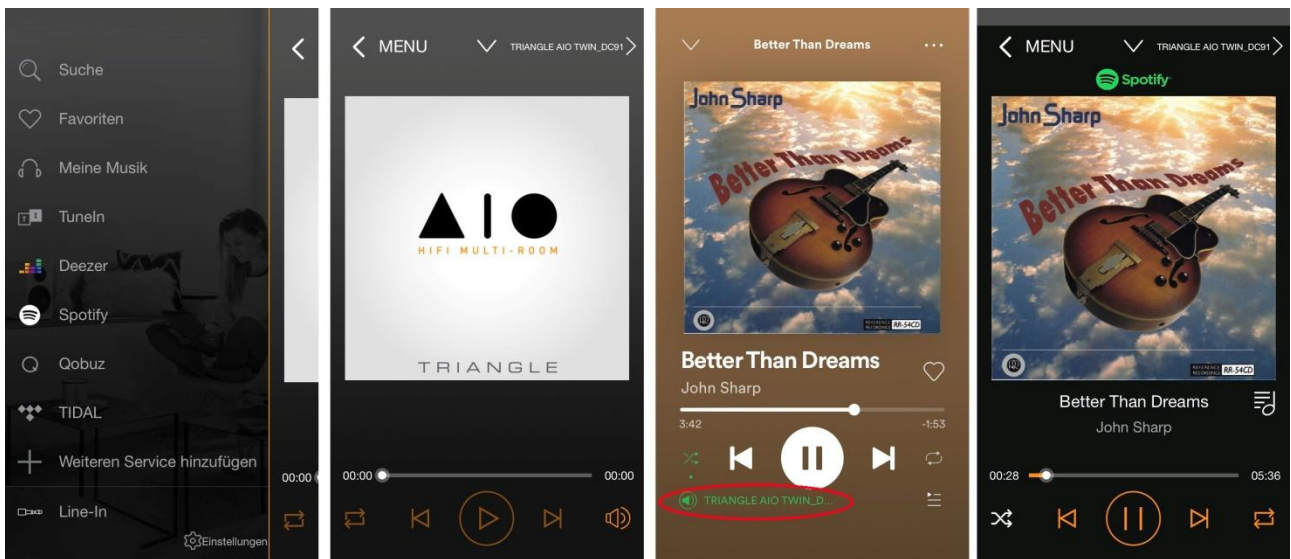 Suche
Favoriten
Meine Musik
TuneIn
Deezer
Spotify
Qobuz
TIDAL
Weiteren Service hinzufügen
Line-In
Einstellungen
00:00
MENU
TRIANGLE AIO TWIN_DC91
AIO
HIFI MULTI-ROOM
TRIANGLE
00:00
00:00
Better Than Dreams
John Sharp
Better Than Dreams
RR-54CD
Better Than Dreams
John Sharp
3:42
-1:53
TRIANGLE AIO TWIN_D...
MENU
TRIANGLE AIO TWIN_DC91
Spotify
John Sharp
Better Than Dreams
RR-54CD
Better Than Dreams
John Sharp
00:28
05:36